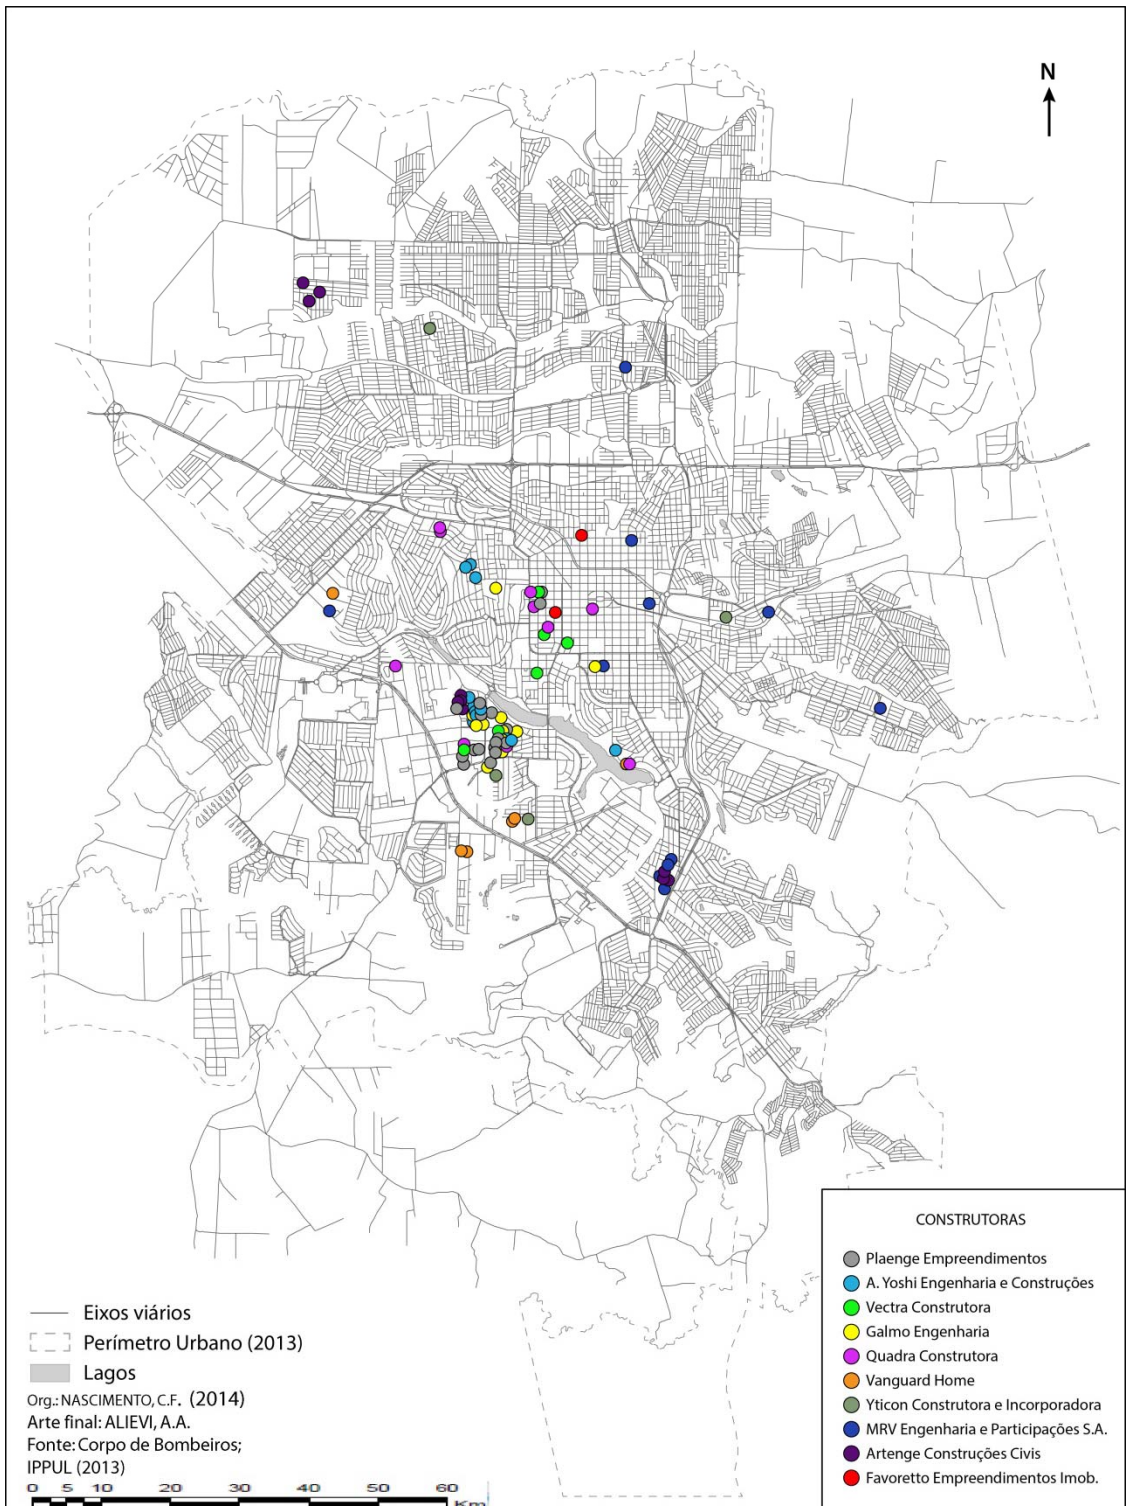 N
CONSTRUTORAS
Plaenge Empreendimentos
A. Yoshi Engenharia e Construções
Vectra Construtora
Galmo Engenharia
Quadra Construtora
Vanguard Home
Yticon Construtora e Incorporadora
MRV Engenharia e Participações S.A.
Artenge Construções Civis
Favoretto Empreendimentos Imob.
Eixos viários
Perímetro Urbano (2013)
Lagos
Org.: NASCIMENTO, C.F. (2014)
Arte final: ALIEVI, A.A.
Fonte: Corpo de Bombeiros;
IPPUL (2013)
0 5 10 20 30 40 50 60
Km